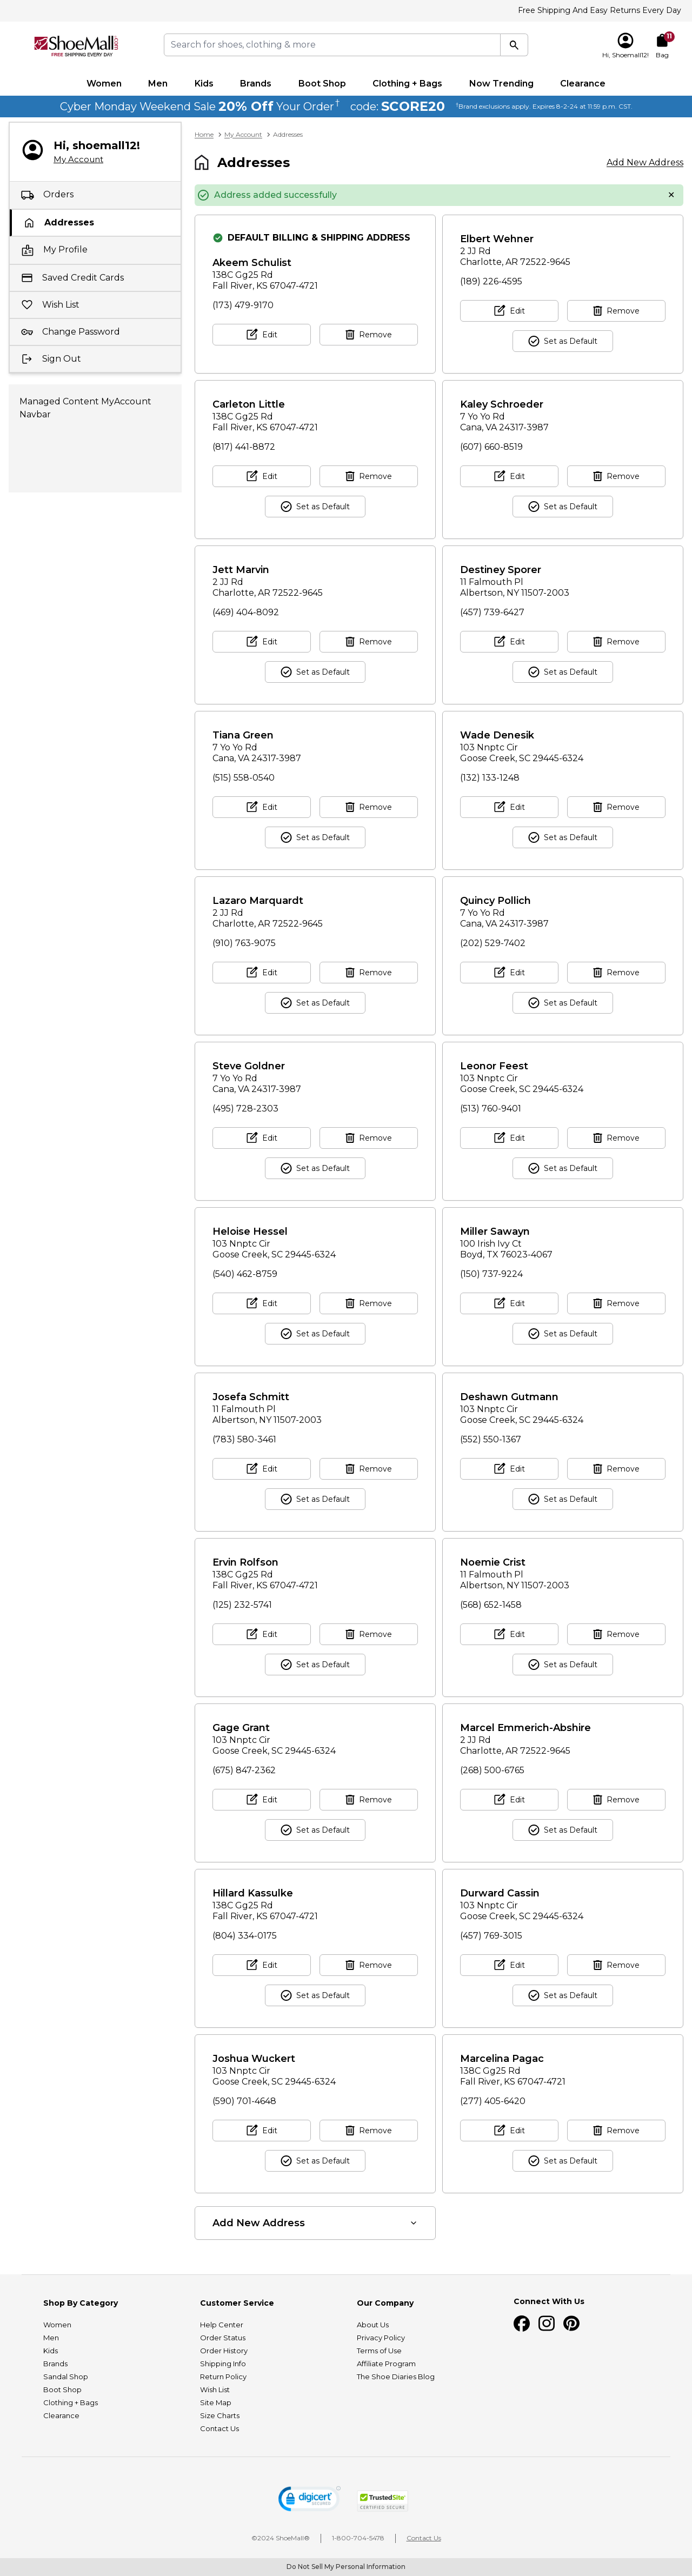 Free Shipping And Easy Returns Every Day
ShoeMall.com
FREE SHIPPING EVERY DAY
Search for shoes, clothing & more
11
Hi, Shoemall12!
Bag
Women
Men
Kids
Brands
Boot Shop
Clothing + Bags
Now Trending
Clearance
Cyber Monday Weekend Sale 20% Off Your Order† code: SCORE20 †Brand exclusions apply. Expires 8-2-24 at 11:59 p.m. CST.
Hi, shoemall12!
My Account
Orders
Addresses
My Profile
Saved Credit Cards
Wish List
Change Password
Sign Out
Managed Content MyAccount
Navbar
Home > My Account > Addresses
Addresses
Add New Address
Address added successfully
DEFAULT BILLING & SHIPPING ADDRESS
Akeem Schulist
138C Gg25 Rd
Fall River, KS 67047-4721
(173) 479-9170
Edit
Remove
Elbert Wehner
2 JJ Rd
Charlotte, AR 72522-9645
(189) 226-4595
Edit
Remove
Set as Default
Carleton Little
138C Gg25 Rd
Fall River, KS 67047-4721
(817) 441-8872
Edit
Remove
Set as Default
Kaley Schroeder
7 Yo Yo Rd
Cana, VA 24317-3987
(607) 660-8519
Edit
Remove
Set as Default
Jett Marvin
2 JJ Rd
Charlotte, AR 72522-9645
(469) 404-8092
Edit
Remove
Set as Default
Destiney Sporer
11 Falmouth Pl
Albertson, NY 11507-2003
(457) 739-6427
Edit
Remove
Set as Default
Tiana Green
7 Yo Yo Rd
Cana, VA 24317-3987
(515) 558-0540
Edit
Remove
Set as Default
Wade Denesik
103 Nnptc Cir
Goose Creek, SC 29445-6324
(132) 133-1248
Edit
Remove
Set as Default
Lazaro Marquardt
2 JJ Rd
Charlotte, AR 72522-9645
(910) 763-9075
Edit
Remove
Set as Default
Quincy Pollich
7 Yo Yo Rd
Cana, VA 24317-3987
(202) 529-7402
Edit
Remove
Set as Default
Steve Goldner
7 Yo Yo Rd
Cana, VA 24317-3987
(495) 728-2303
Edit
Remove
Set as Default
Leonor Feest
103 Nnptc Cir
Goose Creek, SC 29445-6324
(513) 760-9401
Edit
Remove
Set as Default
Heloise Hessel
103 Nnptc Cir
Goose Creek, SC 29445-6324
(540) 462-8759
Edit
Remove
Set as Default
Miller Sawayn
100 Irish Ivy Ct
Boyd, TX 76023-4067
(150) 737-9224
Edit
Remove
Set as Default
Josefa Schmitt
11 Falmouth Pl
Albertson, NY 11507-2003
(783) 580-3461
Edit
Remove
Set as Default
Deshawn Gutmann
103 Nnptc Cir
Goose Creek, SC 29445-6324
(552) 550-1367
Edit
Remove
Set as Default
Ervin Rolfson
138C Gg25 Rd
Fall River, KS 67047-4721
(125) 232-5741
Edit
Remove
Set as Default
Noemie Crist
11 Falmouth Pl
Albertson, NY 11507-2003
(568) 652-1458
Edit
Remove
Set as Default
Gage Grant
103 Nnptc Cir
Goose Creek, SC 29445-6324
(675) 847-2362
Edit
Remove
Set as Default
Marcel Emmerich-Abshire
2 JJ Rd
Charlotte, AR 72522-9645
(268) 500-6765
Edit
Remove
Set as Default
Hillard Kassulke
138C Gg25 Rd
Fall River, KS 67047-4721
(804) 334-0175
Edit
Remove
Set as Default
Durward Cassin
103 Nnptc Cir
Goose Creek, SC 29445-6324
(457) 769-3015
Edit
Remove
Set as Default
Joshua Wuckert
103 Nnptc Cir
Goose Creek, SC 29445-6324
(590) 701-4648
Edit
Remove
Set as Default
Marcelina Pagac
138C Gg25 Rd
Fall River, KS 67047-4721
(277) 405-6420
Edit
Remove
Set as Default
Add New Address
Shop By Category
Women
Men
Kids
Brands
Sandal Shop
Boot Shop
Clothing + Bags
Clearance
Customer Service
Help Center
Order Status
Order History
Shipping Info
Return Policy
Wish List
Site Map
Size Charts
Contact Us
Our Company
About Us
Privacy Policy
Terms of Use
Affiliate Program
The Shoe Diaries Blog
Connect With Us
digicert
SECURED
TrustedSite
CERTIFIED SECURE
©2024 ShoeMall®
1-800-704-5478
Contact Us
Do Not Sell My Personal Information